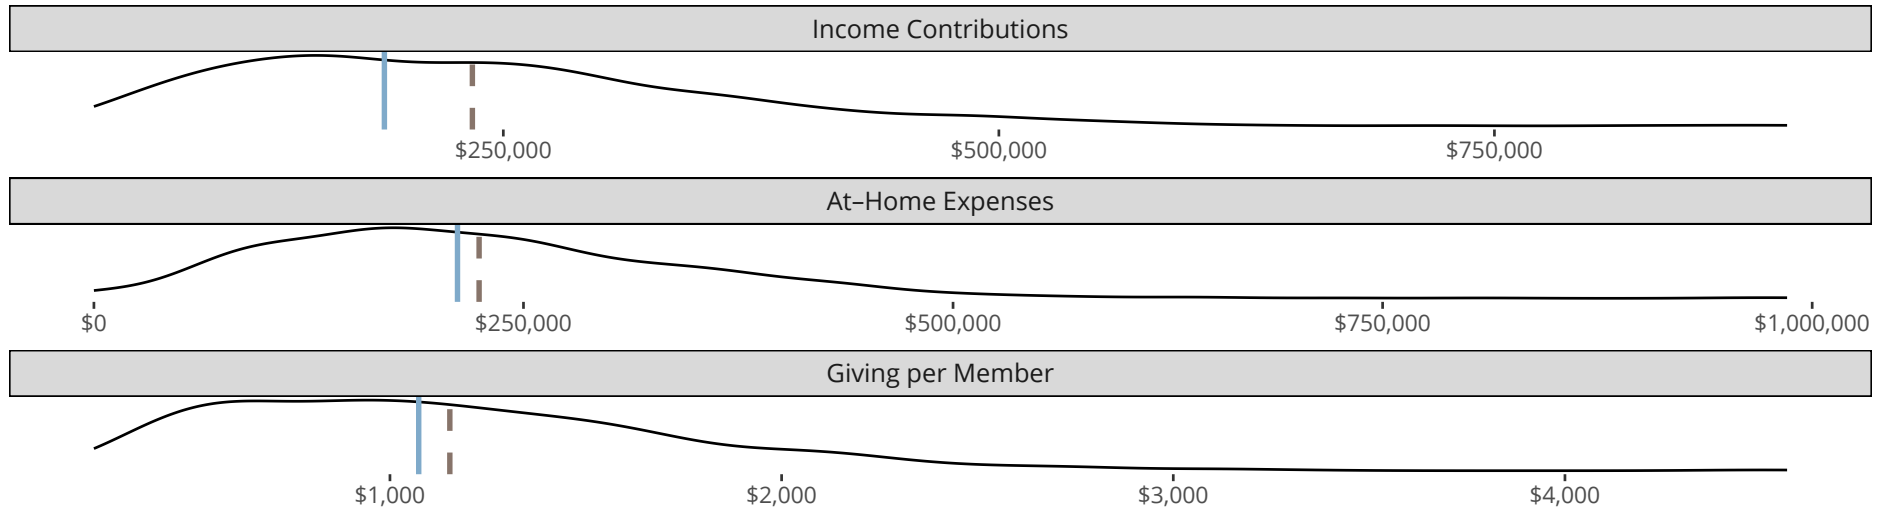 Income Contributions
$250,000 $500,000 $750,000
At–Home Expenses
$0 $250,000 $500,000 $750,000 $1,000,000
Giving per Member
$1,000 $2,000 $3,000 $4,000